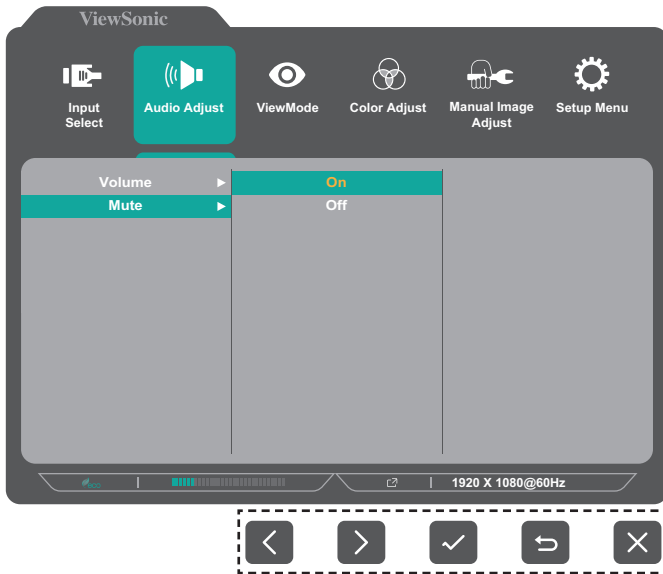 ViewSonic
Input
Select
Audio Adjust
ViewMode
Color Adjust
Manual Image
Adjust
Setup Menu
Volume
On
Mute
Off
eco
1920 X 1080@60Hz